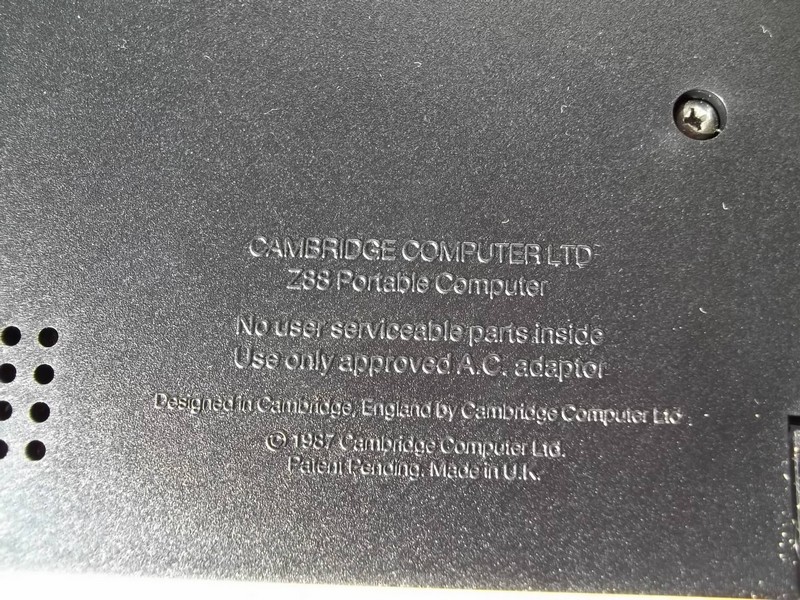 CAMBRIDGE COMPUTER LTD
Z88 Portable Computer
No user serviceable parts inside
Use only approved A.C. adaptor
Designed in Cambridge, England by Cambridge Computer Ltd
© 1987 Cambridge Computer Ltd.
Patent Pending. Made in U.K.